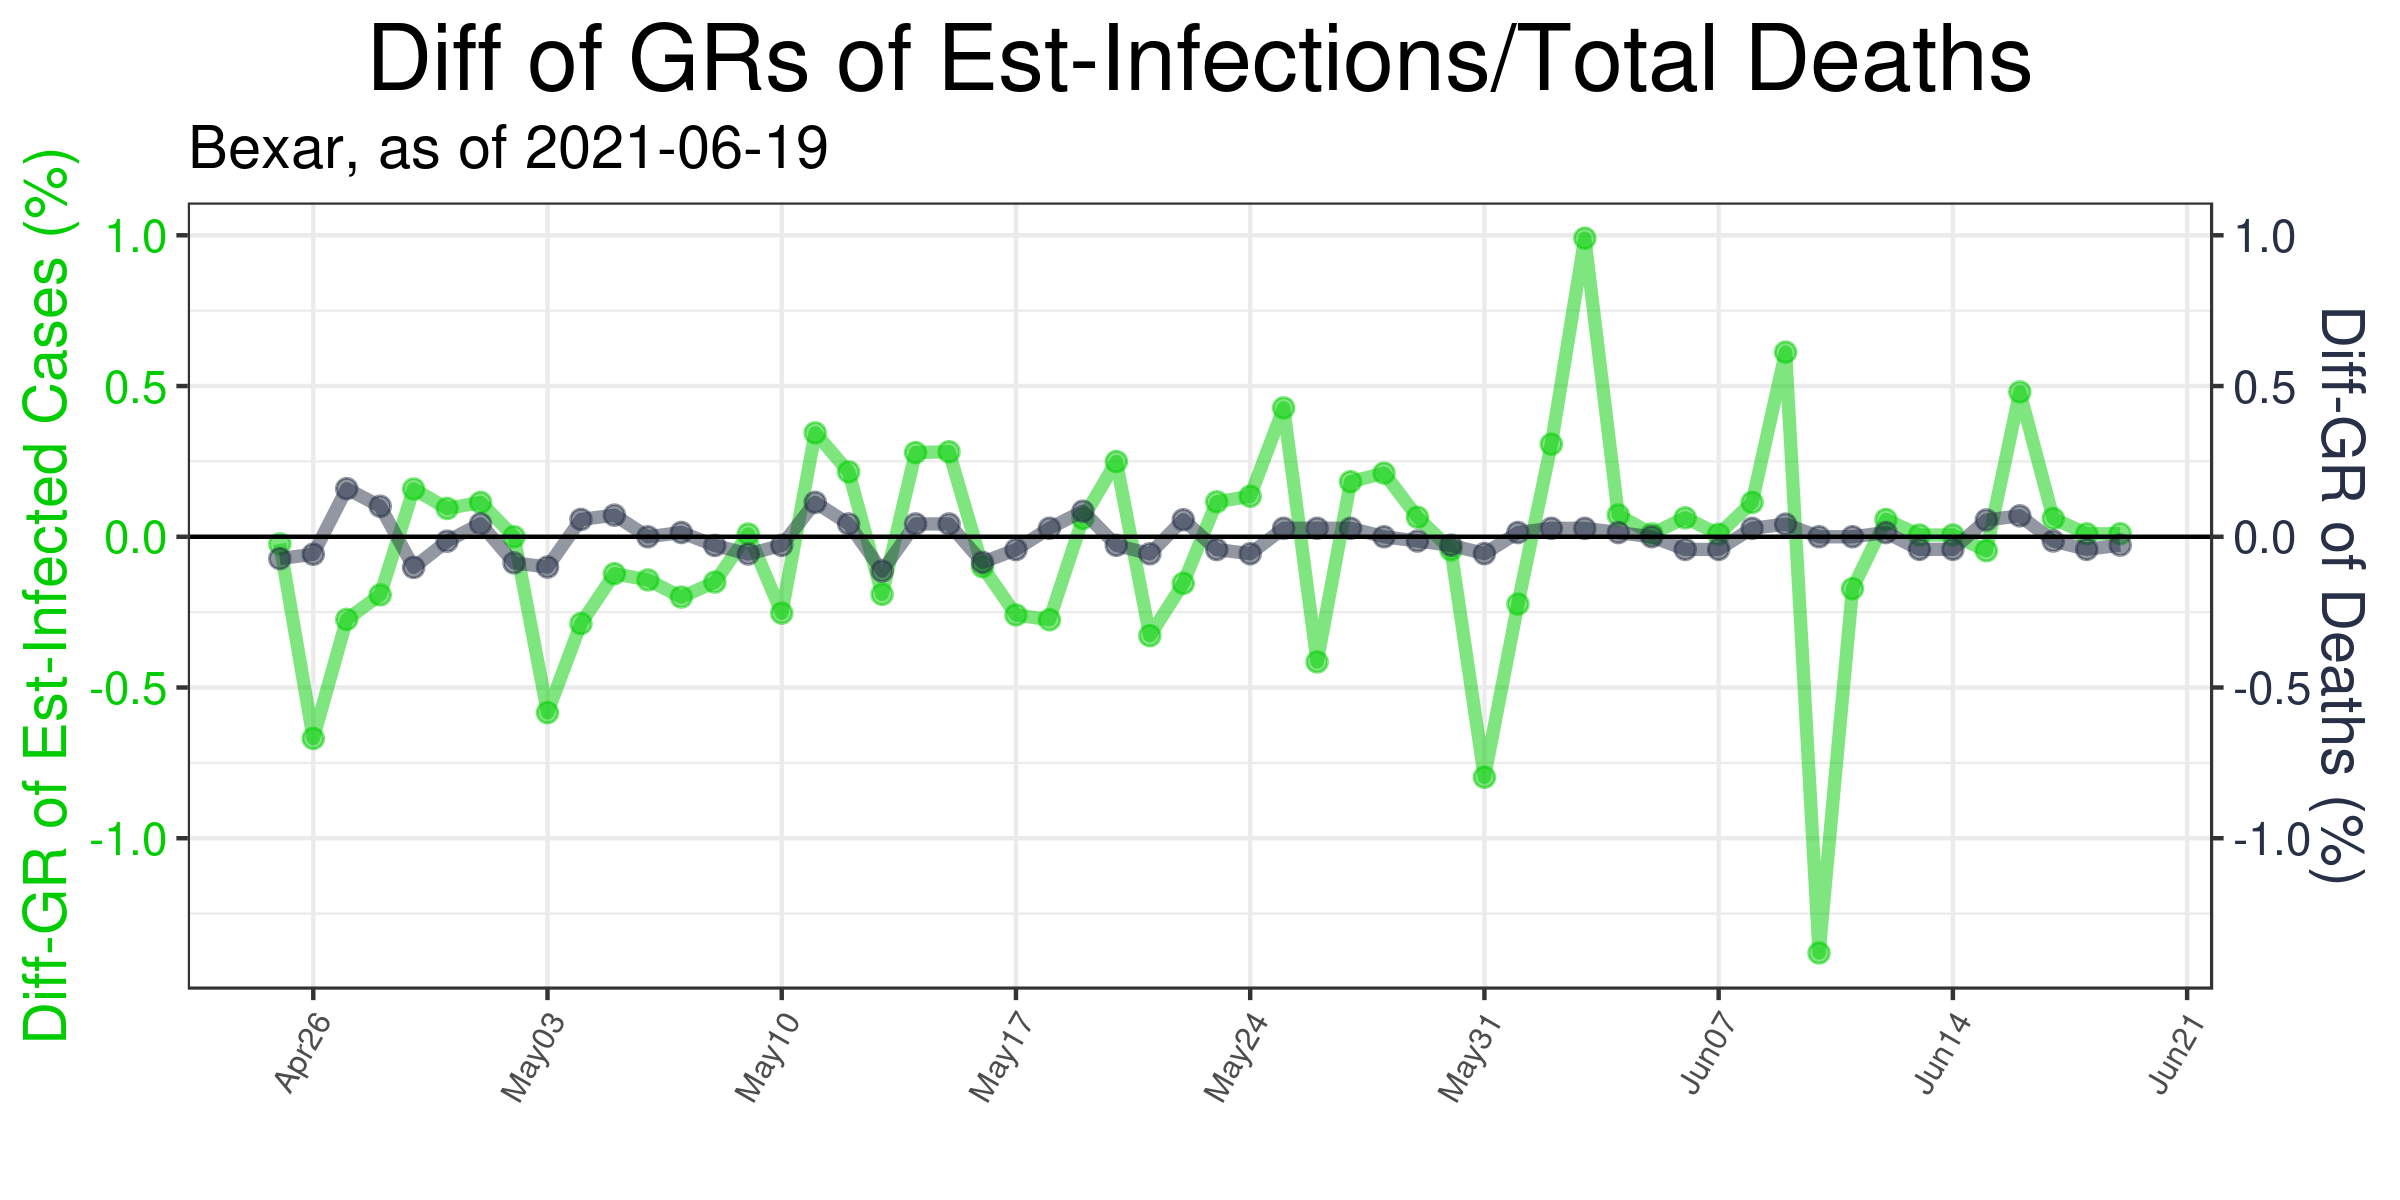 Diff of GRs of Est-Infections/Total Deaths
Bexar, as of 2021-06-19
Diff-GR of Est-Infected Cases (%)
1.0
0.5
0.0
-0.5
-1.0
1.0
0.5
0.0
-0.5
-1.0
Diff-GR of Deaths (%)
Apr26
May03
May10
May17
May24
May31
Jun07
Jun14
Jun21